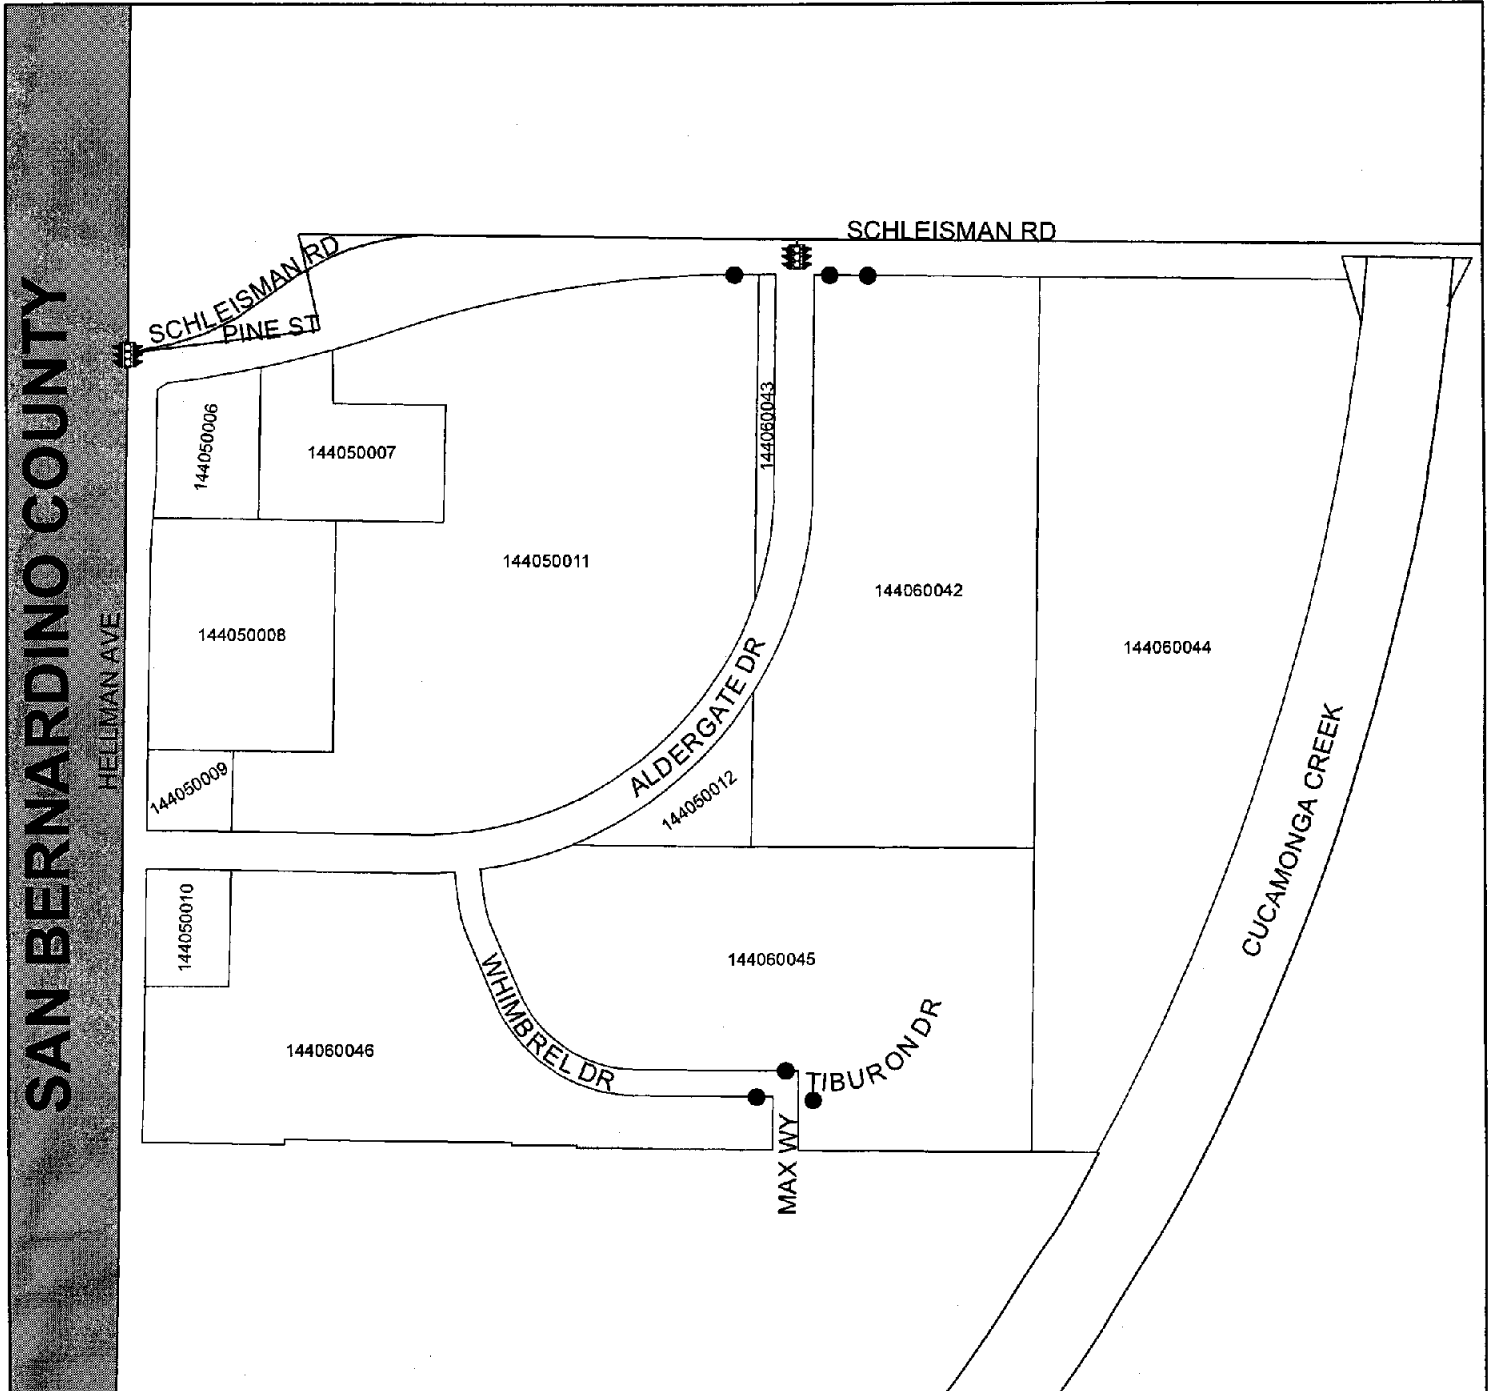 SCHLEISMAN RD
SCHLEISMAN RD
PINE ST
SAN BERNARDINO COUNTY
HELLMAN AVE
144050006
144050007
144060043
144050011
144060042
144050008
144060044
ALDERGATE DR
144050009
144050012
CUCAMONGA CREEK
144050010
144060045
WHIMBREL DR
144060046
TIBURON DR
MAX WY